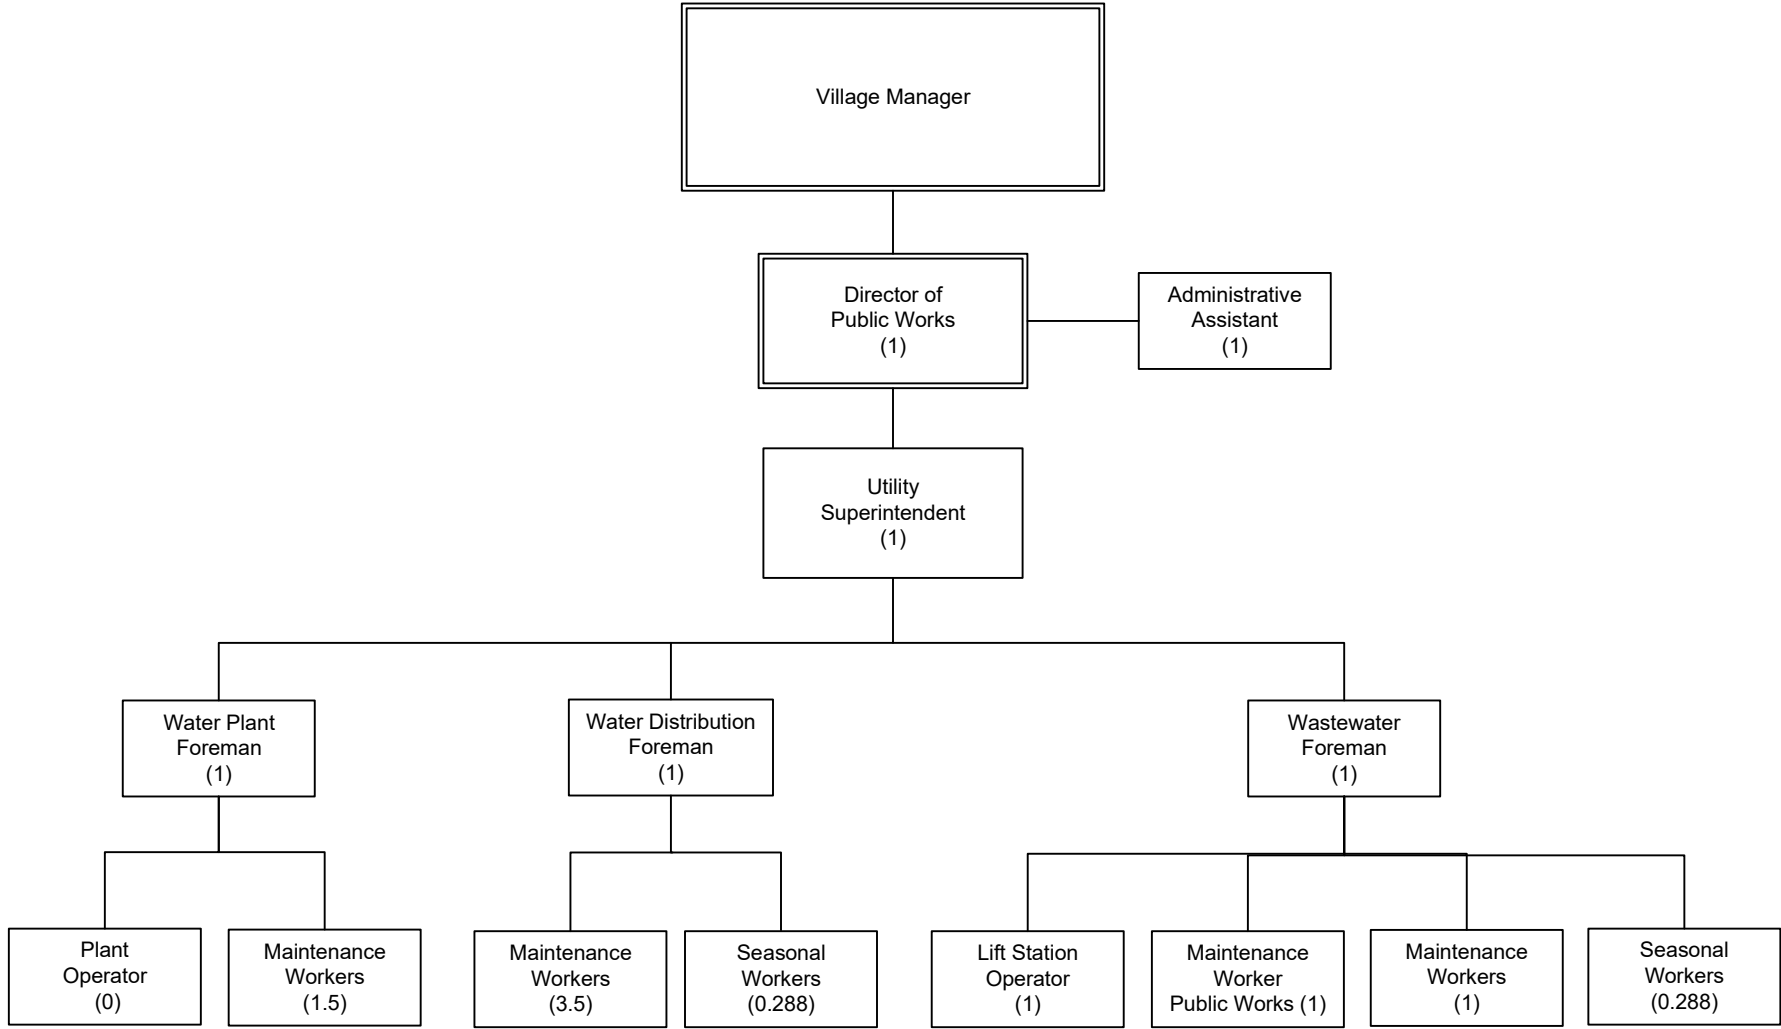 Village Manager
Director of
Public Works
(1)
Administrative
Assistant
(1)
Utility
Superintendent
(1)
Water Plant
Foreman
(1)
Water Distribution
Foreman
(1)
Wastewater
Foreman
(1)
Plant
Operator
(0)
Maintenance
Workers
(1.5)
Maintenance
Workers
(3.5)
Seasonal
Workers
(0.288)
Lift Station
Operator
(1)
Maintenance
Worker
Public Works (1)
Maintenance
Workers
(1)
Seasonal
Workers
(0.288)